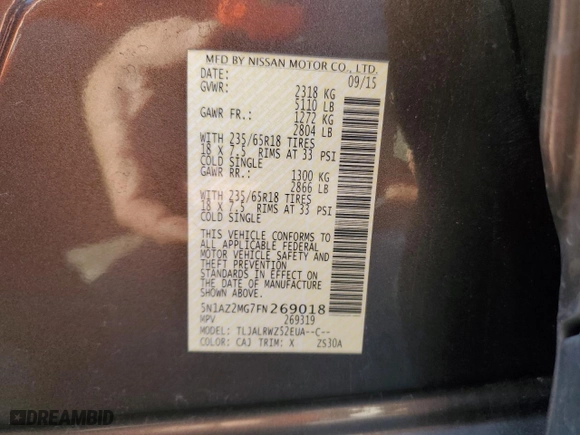 MFD BY NISSAN MOTOR CO., LTD.
DATE: 09/15
GVWR: 2318 KG
5110 LB
GAWR FR.: 1272 KG
2804 LB
WITH 235/65R18 TIRES
18 X 7.5 RIMS AT 33 PSI
COLD SINGLE
GAWR RR.: 1300 KG
2866 LB
WITH 235/65R18 TIRES
18 X 7.5 RIMS AT 33 PSI
COLD SINGLE
THIS VEHICLE CONFORMS TO
ALL APPLICABLE FEDERAL
MOTOR VEHICLE SAFETY AND
THEFT PREVENTION
STANDARDS IN EFFECT ON
THE DATE OF MANUFACTURE
SHOWN ABOVE.
5N1AZ2MG7FN269018
MPV 269319
MODEL: TLJALRWZ52EUA--C--
COLOR: CAJ TRIM: X ZS30A
DREAMBID